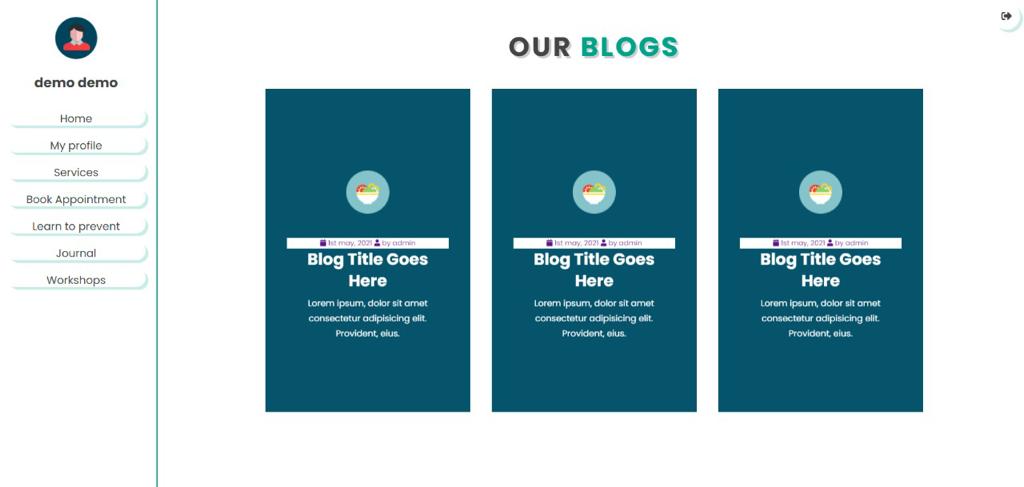 demo demo
Home
My profile
Services
Book Appointment
Learn to prevent
Journal
Workshops
OUR BLOGS
1st may, 2021 by admin
Blog Title Goes
Here
Lorem ipsum, dolor sit amet
consectetur adipisicing elit.
Provident, eius.
1st may, 2021 by admin
Blog Title Goes
Here
Lorem ipsum, dolor sit amet
consectetur adipisicing elit.
Provident, eius.
1st may, 2021 by admin
Blog Title Goes
Here
Lorem ipsum, dolor sit amet
consectetur adipisicing elit.
Provident, eius.